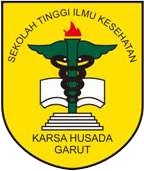 SEKOLAH TINGGI ILMU KESEHATAN
KARSA HUSADA
GARUT